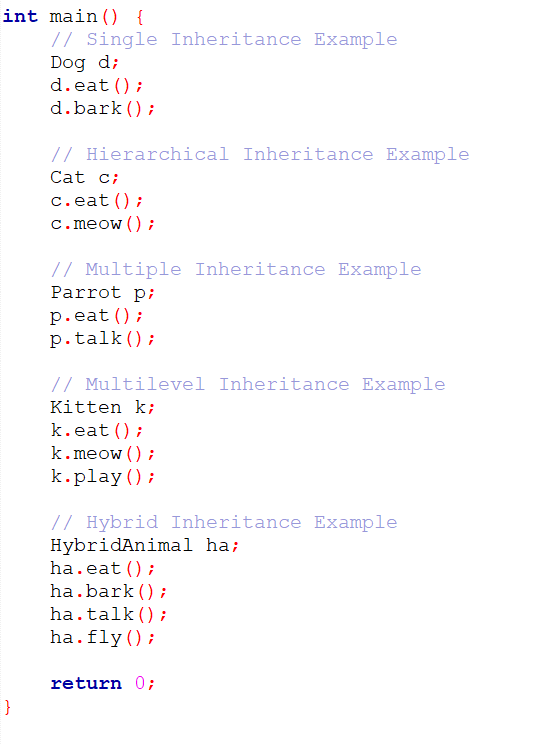 int main() {
    // Single Inheritance Example
    Dog d;
    d.eat();
    d.bark();

    // Hierarchical Inheritance Example
    Cat c;
    c.eat();
    c.meow();

    // Multiple Inheritance Example
    Parrot p;
    p.eat();
    p.talk();

    // Multilevel Inheritance Example
    Kitten k;
    k.eat();
    k.meow();
    k.play();

    // Hybrid Inheritance Example
    HybridAnimal ha;
    ha.eat();
    ha.bark();
    ha.talk();
    ha.fly();

    return 0;
}